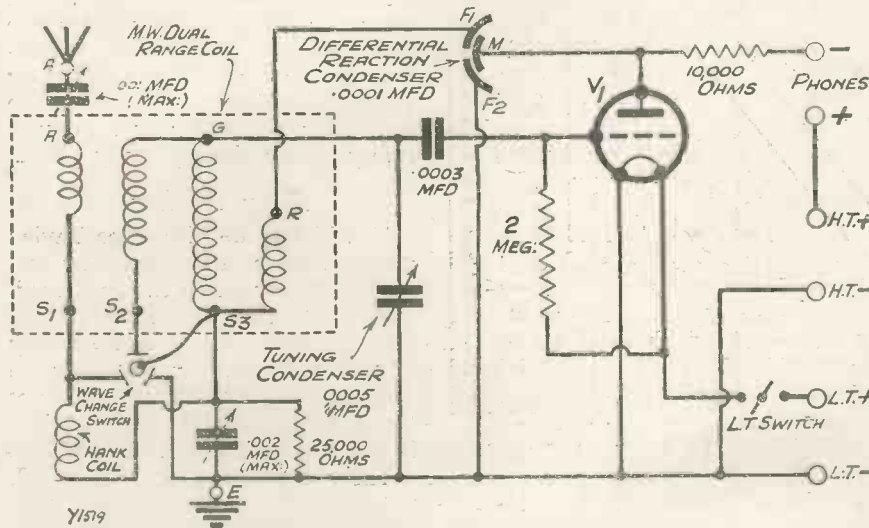 M.W. DUAL
RANGE COIL
A
.001 MFD
(MAX:)
A
G
R
S1
S2
S3
WAVE
CHANGE
SWITCH
HANK
COIL
.002
MFD
(MAX:)
25,000
OHMS
E
Y1519
F1
M
F2
DIFFERENTIAL
REACTION
CONDENSER
.0001 MFD
.0003
MFD
TUNING
CONDENSER
.0005
MFD
2
MEG:
V1
10,000
OHMS
-
PHONES
+
H.T.+
H.T.-
L.T.+
L.T SWITCH
L.T.-